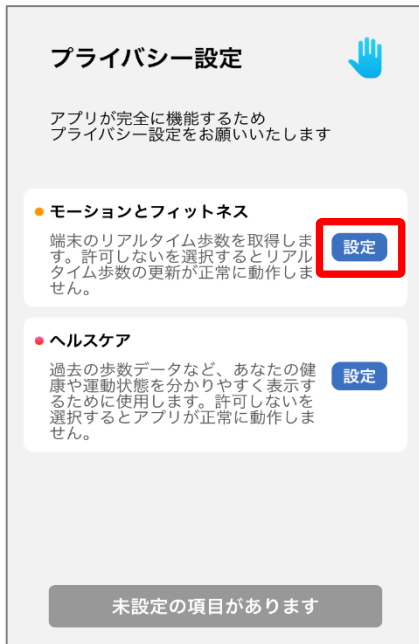 プライバシー設定
アプリが完全に機能するため
プライバシー設定をお願いいたします
モーションとフィットネス
端末のリアルタイム歩数を取得しま
す。許可しないを選択するとリアル
タイム歩数の更新が正常に動作しま
せん。
設定
ヘルスケア
過去の歩数データなど、あなたの健
康や運動状態を分かりやすく表示す
るために使用します。許可しないを
選択するとアプリが正常に動作しま
せん。
設定
未設定の項目があります